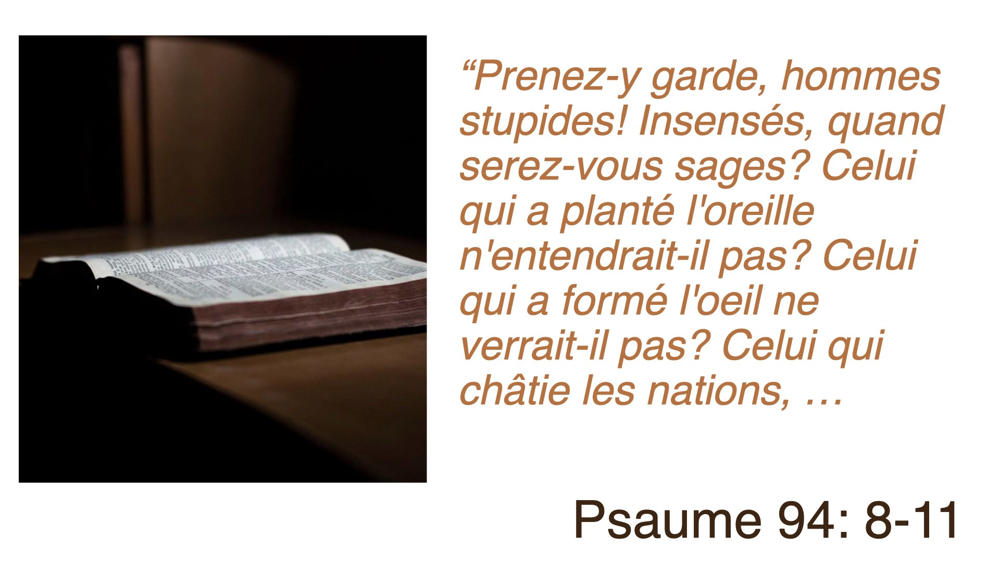 “Prenez-y garde, hommes
stupides! Insensés, quand
serez-vous sages? Celui
qui a planté l'oreille
n'entendrait-il pas? Celui
qui a formé l'oeil ne
verrait-il pas? Celui qui
châtie les nations, …
Psaume 94: 8-11